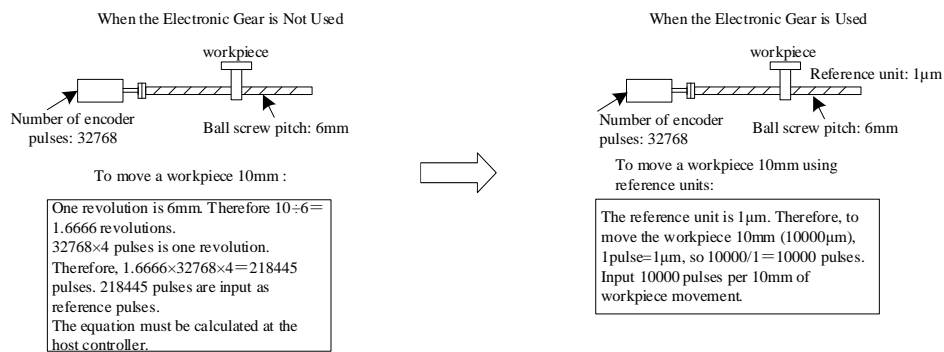 When the Electronic Gear is Not Used
workpiece
Number of encoder
pulses: 32768
Ball screw pitch: 6mm
To move a workpiece 10mm :
One revolution is 6mm. Therefore 10÷6=
1.6666 revolutions.
32768×4 pulses is one revolution.
Therefore, 1.6666×32768×4=218445
pulses. 218445 pulses are input as
reference pulses.
The equation must be calculated at the
host controller.
When the Electronic Gear is Used
workpiece
Reference unit: 1μm
Number of encoder
pulses: 32768
Ball screw pitch: 6mm
To move a workpiece 10mm using
reference units:
The reference unit is 1μm. Therefore, to
move the workpiece 10mm (10000μm),
1pulse=1μm, so 10000/1=10000 pulses.
Input 10000 pulses per 10mm of
workpiece movement.